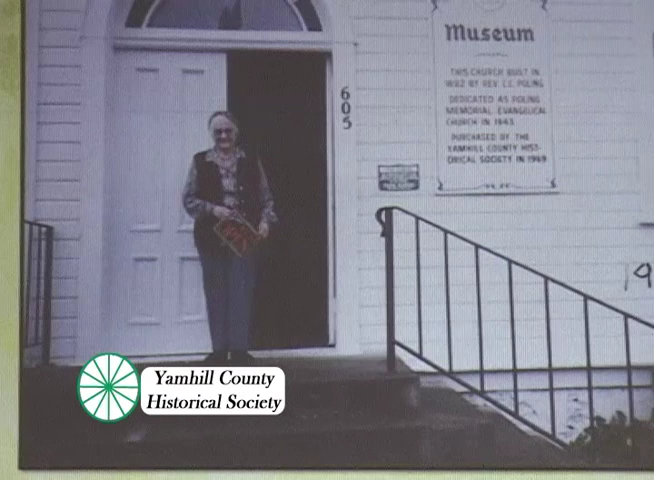 Museum
THIS CHURCH BUILT IN
1892 BY REV. C.C. POLING
DEDICATED AS POLING
MEMORIAL EVANGELICAL
CHURCH IN 1943
PURCHASED BY THE
YAMHILL COUNTY HIST-
ORICAL SOCIETY IN 1969
605
19
Yamhill County
Historical Society